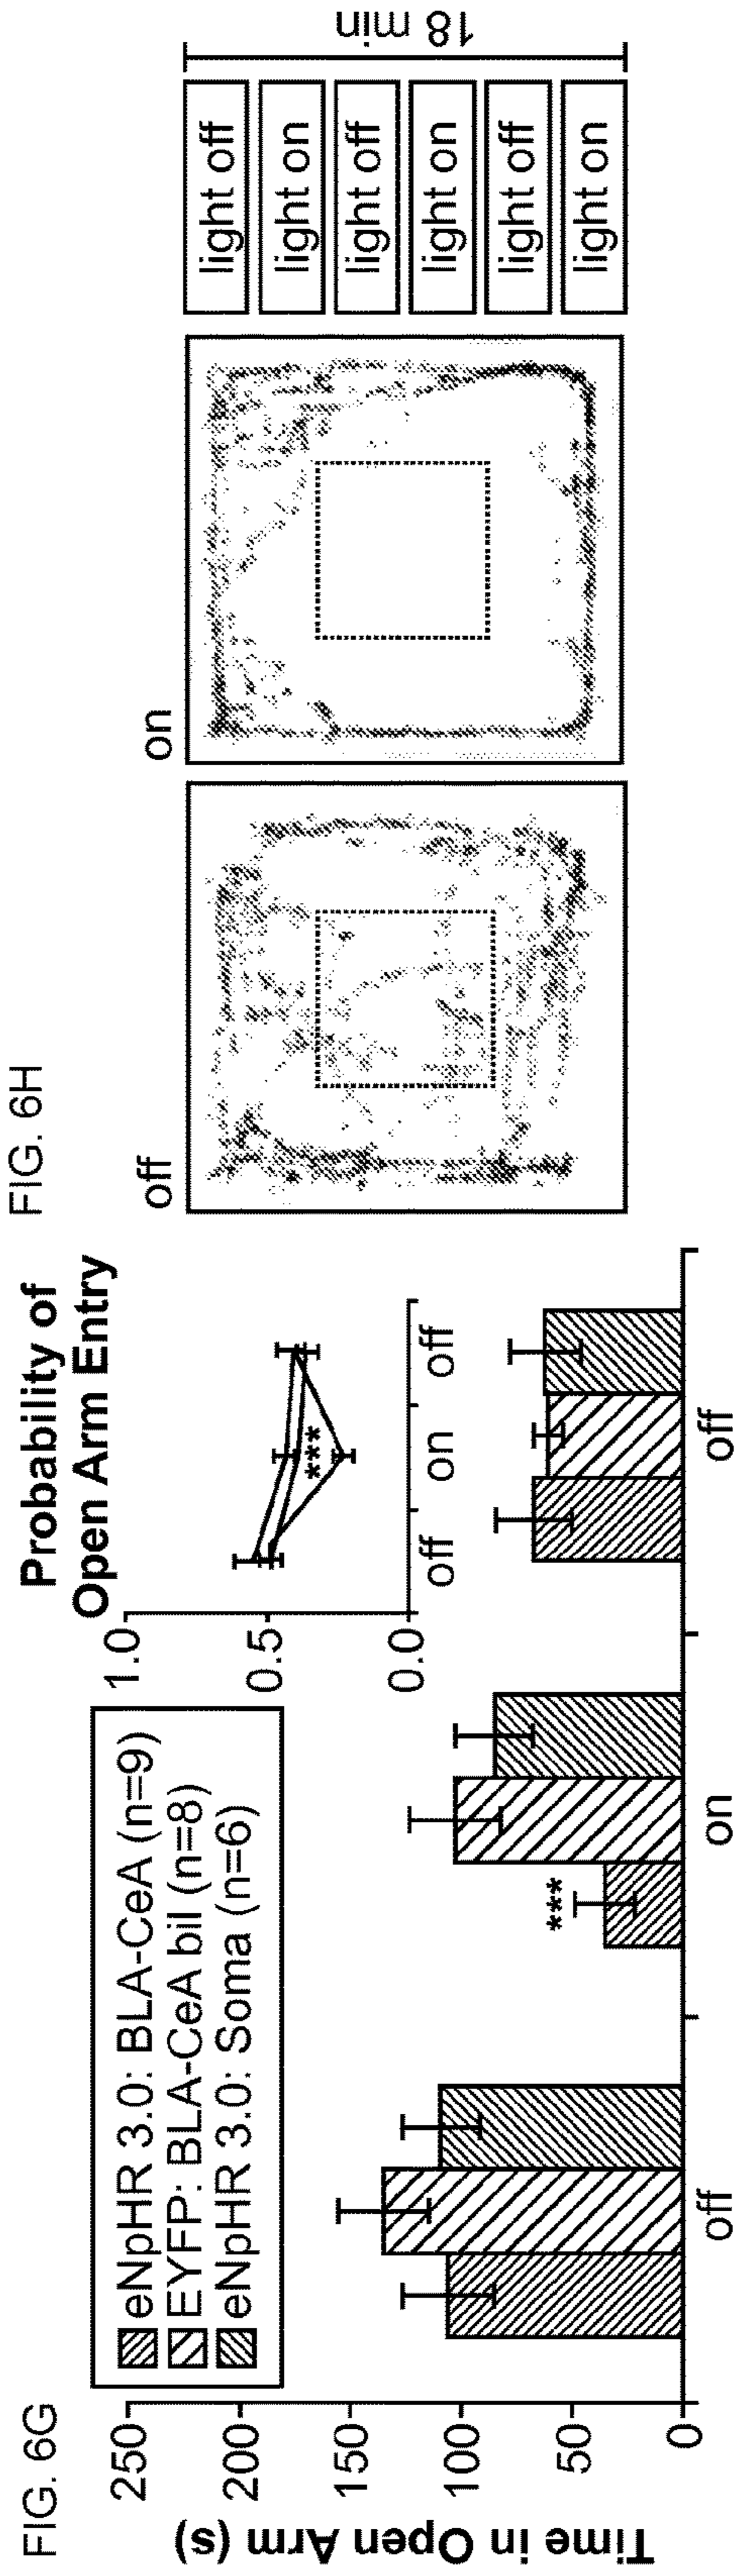 FIG. 6G
Time in Open Arm (s)
250
200
150
100
50
0
eNpHR 3.0: BLA-CeA (n=9)
EYFP: BLA-CeA bil (n=8)
eNpHR 3.0: Soma (n=6)
***
off
on
off
Probability of
Open Arm Entry
1.0
0.5
0.0
***
off
on
off
FIG. 6H
off
on
light off
light on
light off
light on
light off
light on
18 min